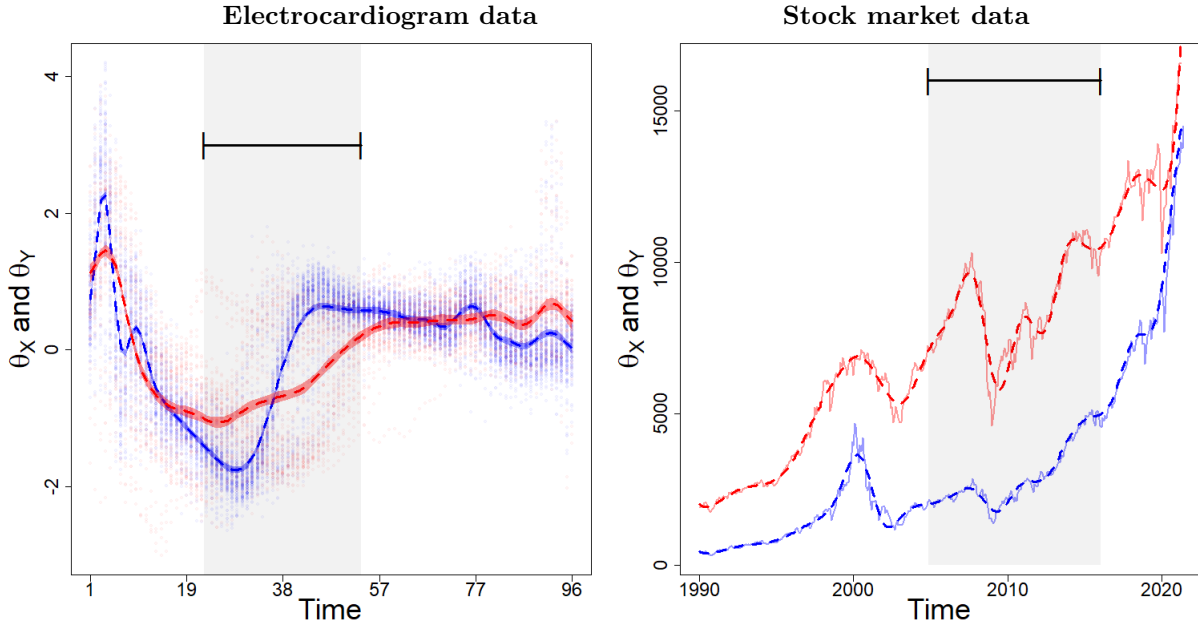 Electrocardiogram data
θX and θY
4
2
0
-2
1 19 38 57 77 96
Time
Stock market data
θX and θY
15000
10000
5000
0
1990 2000 2010 2020
Time